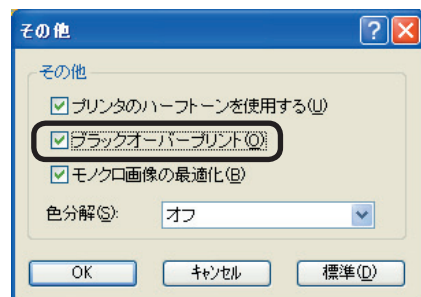 その他
その他
プリンタのハーフトーンを使用する(U)
ブラックオーバープリント(O)
モノクロ画像の最適化(B)
色分解(S): オフ
OK キャンセル 標準(D)